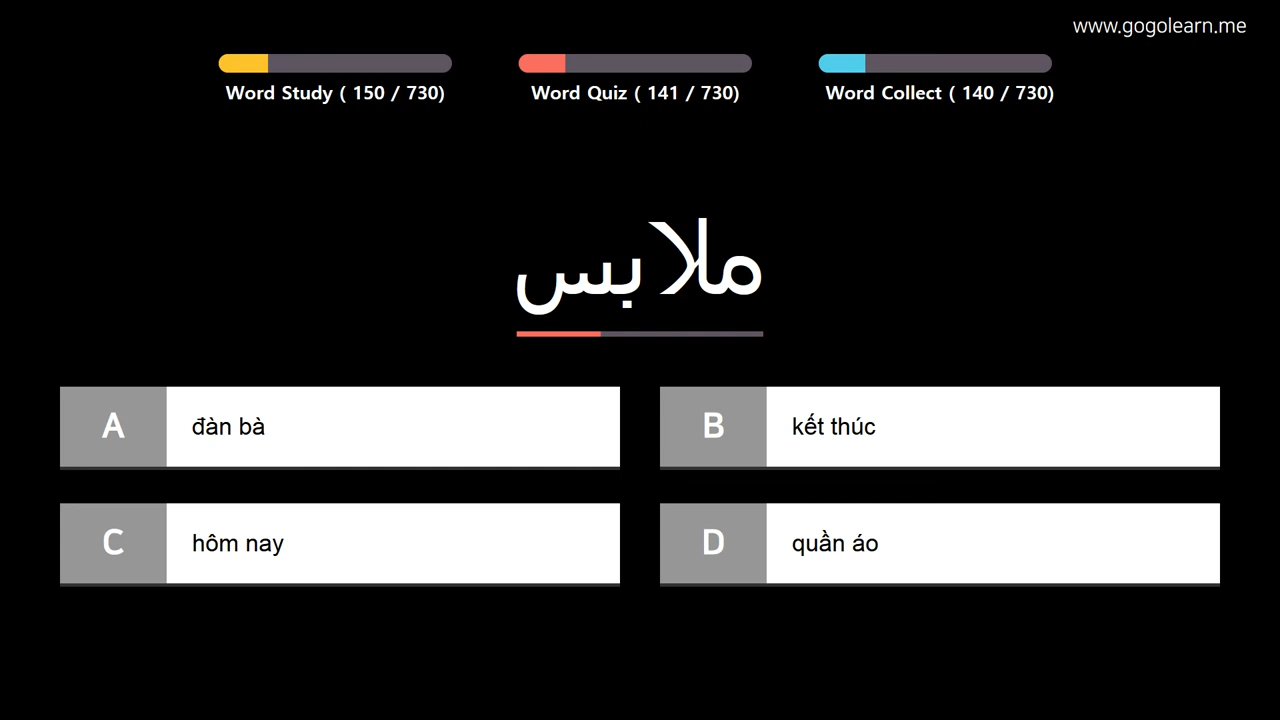 www.gogolearn.me
Word Study ( 150 / 730)
Word Quiz ( 141 / 730)
Word Collect ( 140 / 730)
ملابس
A đàn bà
B kết thúc
C hôm nay
D quần áo